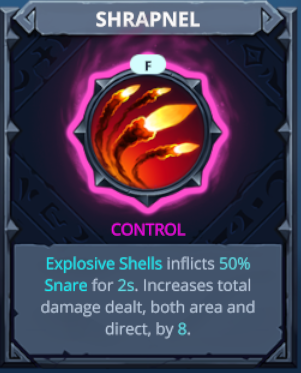 SHRAPNEL
F
CONTROL
Explosive Shells inflicts 50%
Snare for 2s. Increases total
damage dealt, both area and
direct, by 8.